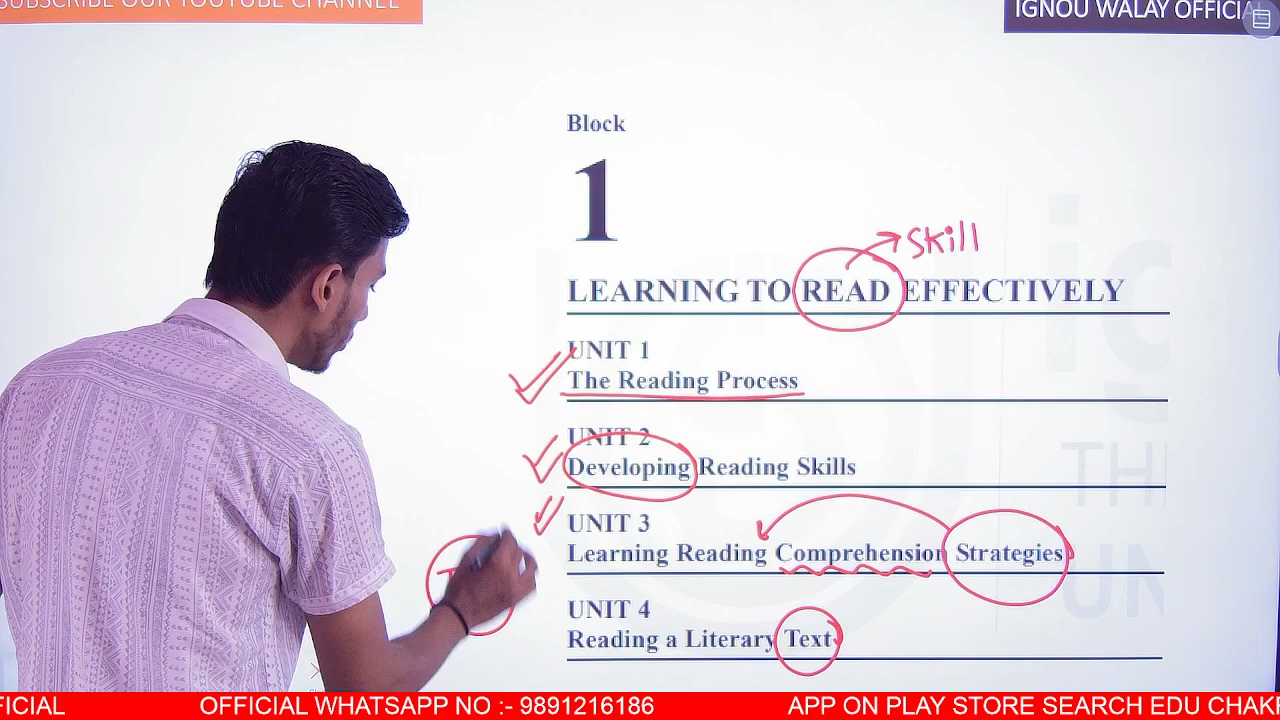 SUBSCRIBE OUR YOUTUBE CHANNEL
IGNOU WALAY OFFICIAL
Block
1
Skill
LEARNING TO READ EFFECTIVELY
UNIT 1
The Reading Process
UNIT 2
Developing Reading Skills
UNIT 3
Learning Reading Comprehension Strategies
UNIT 4
Reading a Literary Text
FICIAL OFFICIAL WHATSAPP NO :- 9891216186 APP ON PLAY STORE SEARCH EDU CHAK